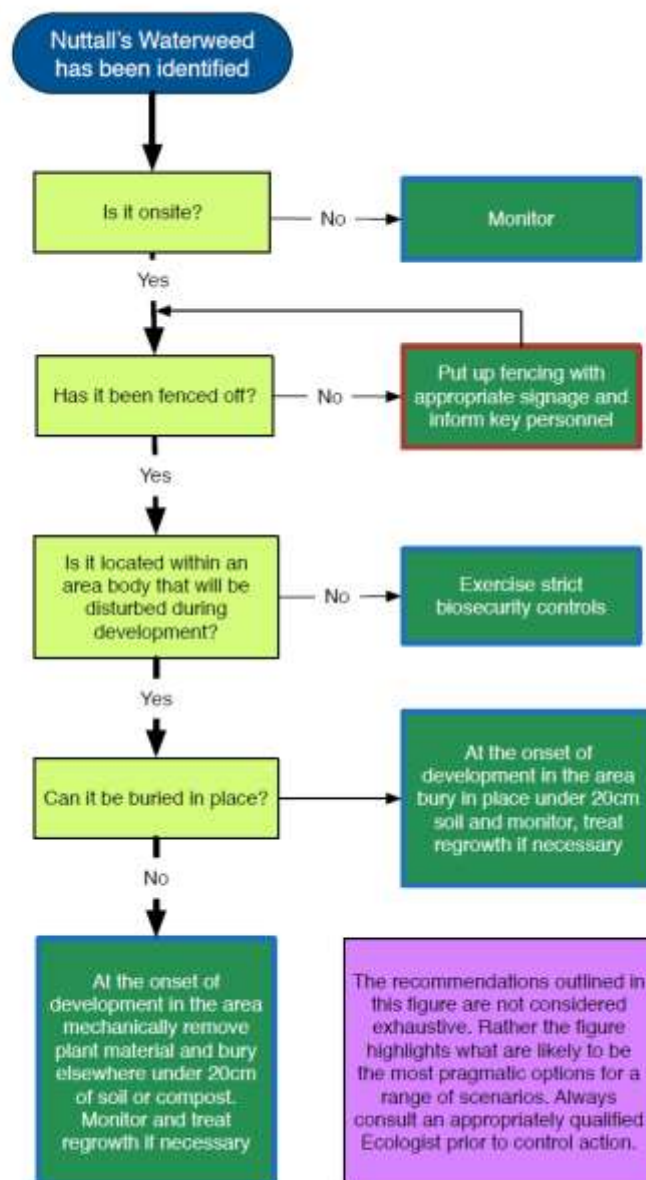 Nuttall's Waterweed
has been identified
Is it onsite?
No
Monitor
Yes
Has it been fenced off?
No
Put up fencing with
appropriate signage and
inform key personnel
Yes
Is it located within an
area body that will be
disturbed during
development?
No
Exercise strict
biosecurity controls
Yes
Can it be buried in place?
At the onset of
development in the area
bury in place under 20cm
soil and monitor, treat
regrowth if necessary
No
At the onset of
development in the area
mechanically remove
plant material and bury
elsewhere under 20cm
of soil or compost.
Monitor and treat
regrowth if necessary
The recommendations outlined in
this figure are not considered
exhaustive. Rather the figure
highlights what are likely to be
the most pragmatic options for a
range of scenarios. Always
consult an appropriately qualified
Ecologist prior to control action.